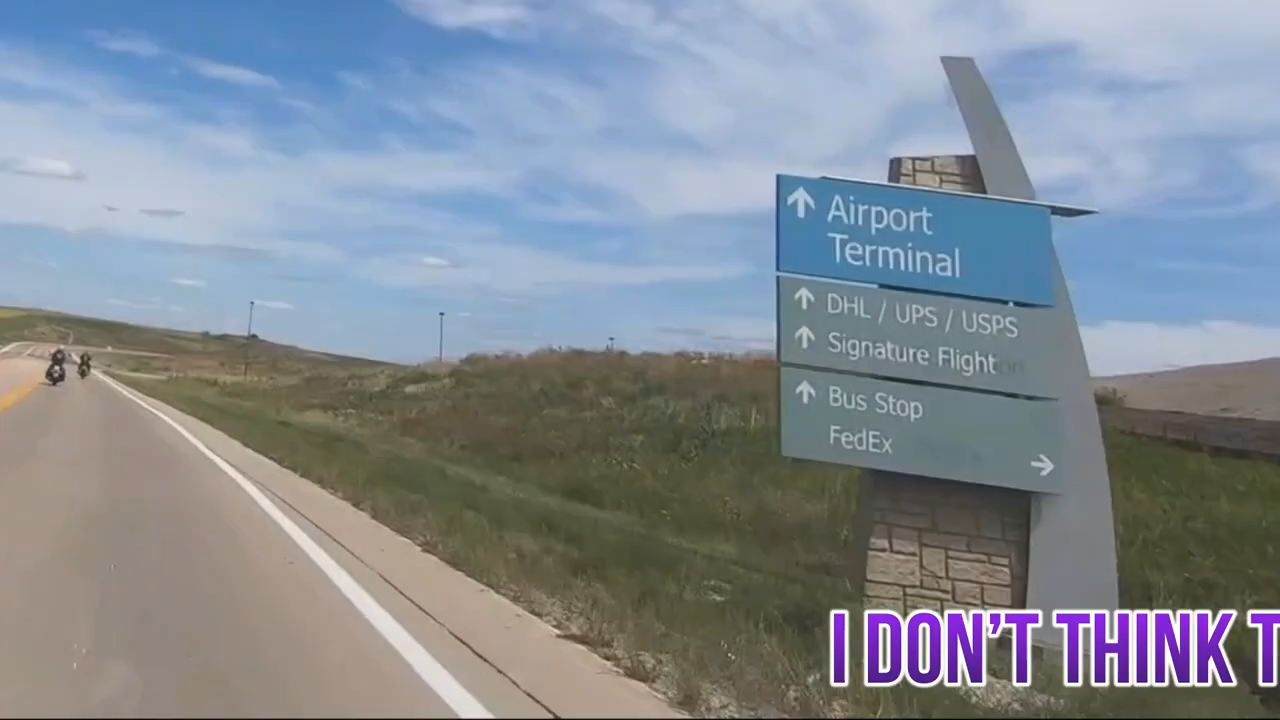 Airport
Terminal
DHL / UPS / USPS
Signature Flight
Bus Stop
FedEx
I DON'T THINK